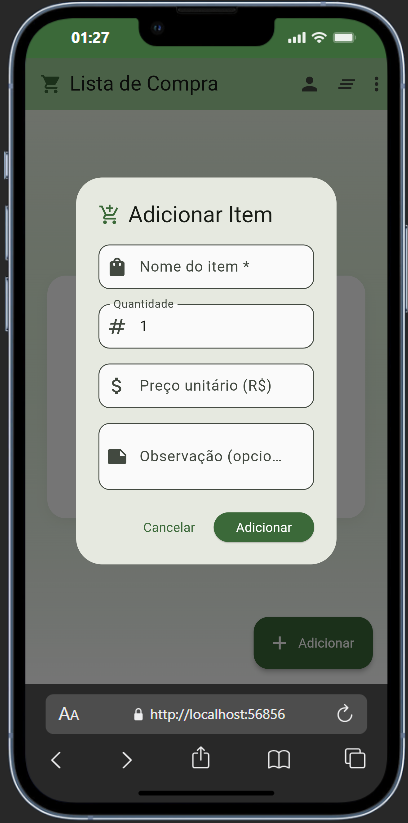 01:27
Lista de Compra
Adicionar Item
Nome do item *
Quantidade
# 1
$ Preço unitário (R$)
Observação (opcio...
Cancelar Adicionar
+ Adicionar
AA http://localhost:56856